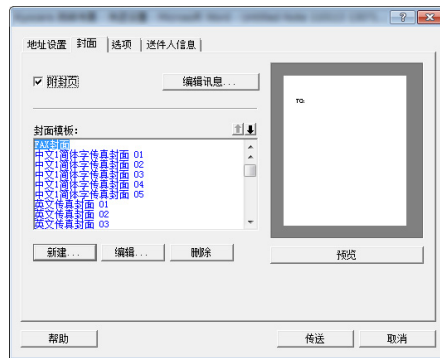 地址设置 封面 选项 送件人信息
附封页
编辑讯息...
封面模板:
FAX封面
中文1简体字传真封面 01
中文1简体字传真封面 02
中文1简体字传真封面 03
中文1简体字传真封面 04
中文1简体字传真封面 05
英文传真封面 01
英文传真封面 02
英文传真封面 03
TO:
新建... 编辑... 删除
预览
帮助 传送 取消